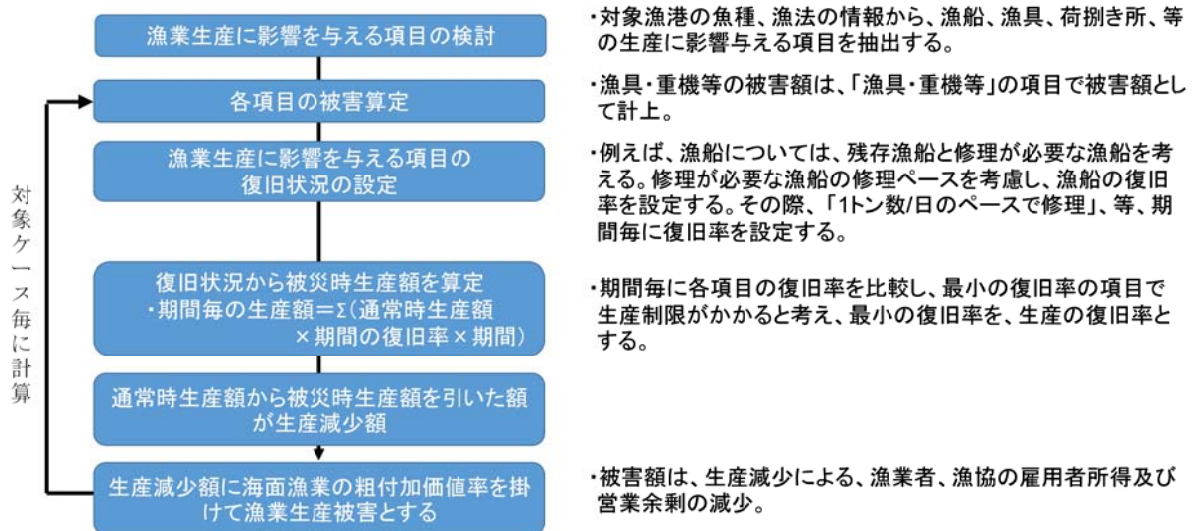 漁業生産に影響を与える項目の検討
・対象漁港の魚種、漁法の情報から、漁船、漁具、荷捌き所、等
の生産に影響与える項目を抽出する。
各項目の被害算定
・漁具・重機等の被害額は、「漁具・重機等」の項目で被害額とし
て計上。
漁業生産に影響を与える項目の
復旧状況の設定
・例えば、漁船については、残存漁船と修理が必要な漁船を考
える。修理が必要な漁船の修理ペースを考慮し、漁船の復旧
率を設定する。その際、「1トン数/日のペースで修理」、等、期
間毎に復旧率を設定する。
対象ケース毎に計算
復旧状況から被災時生産額を算定
・期間毎の生産額=Σ(通常時生産額
×期間の復旧率×期間)
・期間毎に各項目の復旧率を比較し、最小の復旧率の項目で
生産制限がかかると考え、最小の復旧率を、生産の復旧率と
する。
通常時生産額から被災時生産額を引いた額
が生産減少額
生産減少額に海面漁業の粗付加価値率を掛
けて漁業生産被害とする
・被害額は、生産減少による、漁業者、漁協の雇用者所得及び
営業余剰の減少。